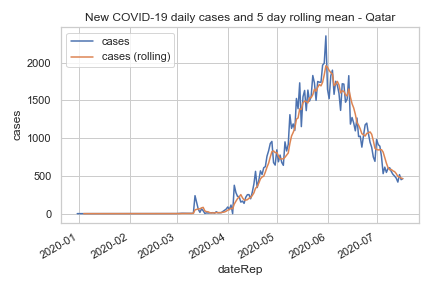 New COVID-19 daily cases and 5 day rolling mean - Qatar
cases
cases (rolling)
2000
1500
1000
500
0
cases
2020-01
2020-02
2020-03
2020-04
2020-05
2020-06
2020-07
dateRep